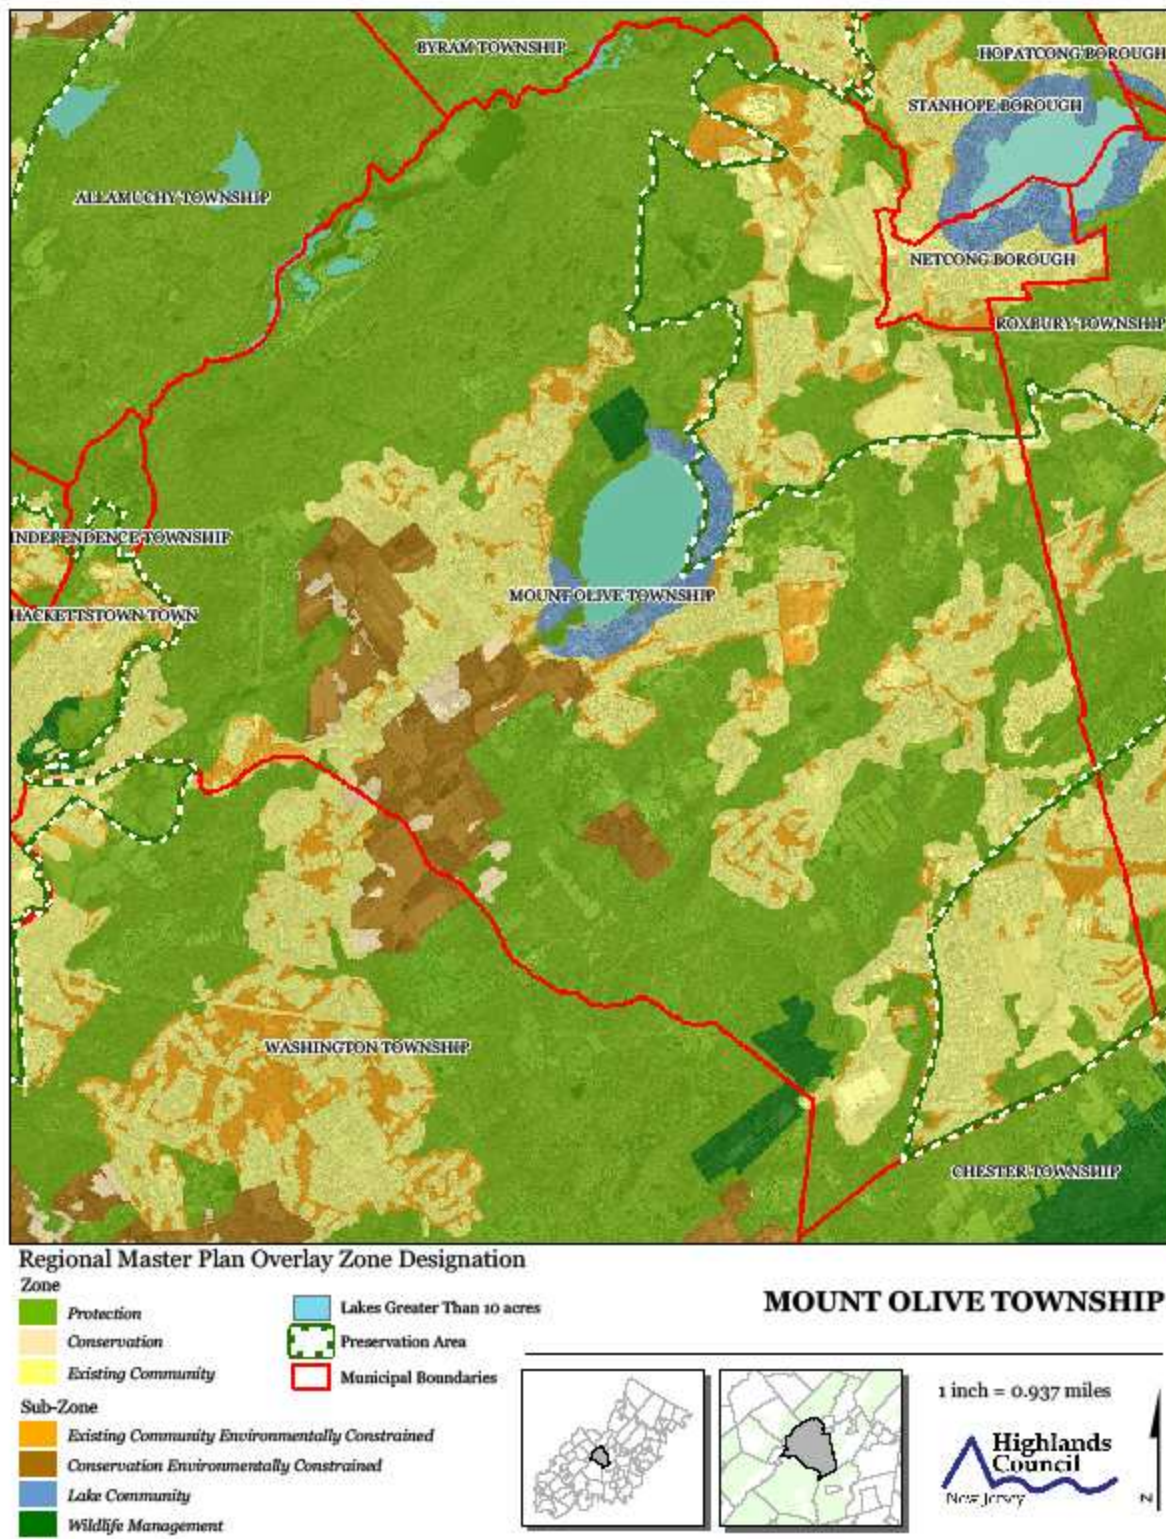 BYRAM TOWNSHIP
HOPATCONG BOROUGH
STANHOPE BOROUGH
ALLAMUCHY TOWNSHIP
NETCONG BOROUGH
ROXBURY TOWNSHIP
INDEPENDENCE TOWNSHIP
MOUNT OLIVE TOWNSHIP
HACKETTSTOWN TOWN
WASHINGTON TOWNSHIP
CHESTER TOWNSHIP
Regional Master Plan Overlay Zone Designation
Zone
Protection
Conservation
Existing Community
Lakes Greater Than 10 acres
Preservation Area
Municipal Boundaries
Sub-Zone
Existing Community Environmentally Constrained
Conservation Environmentally Constrained
Lake Community
Wildlife Management
MOUNT OLIVE TOWNSHIP
1 inch = 0.937 miles
Highlands
Council
New Jersey
N